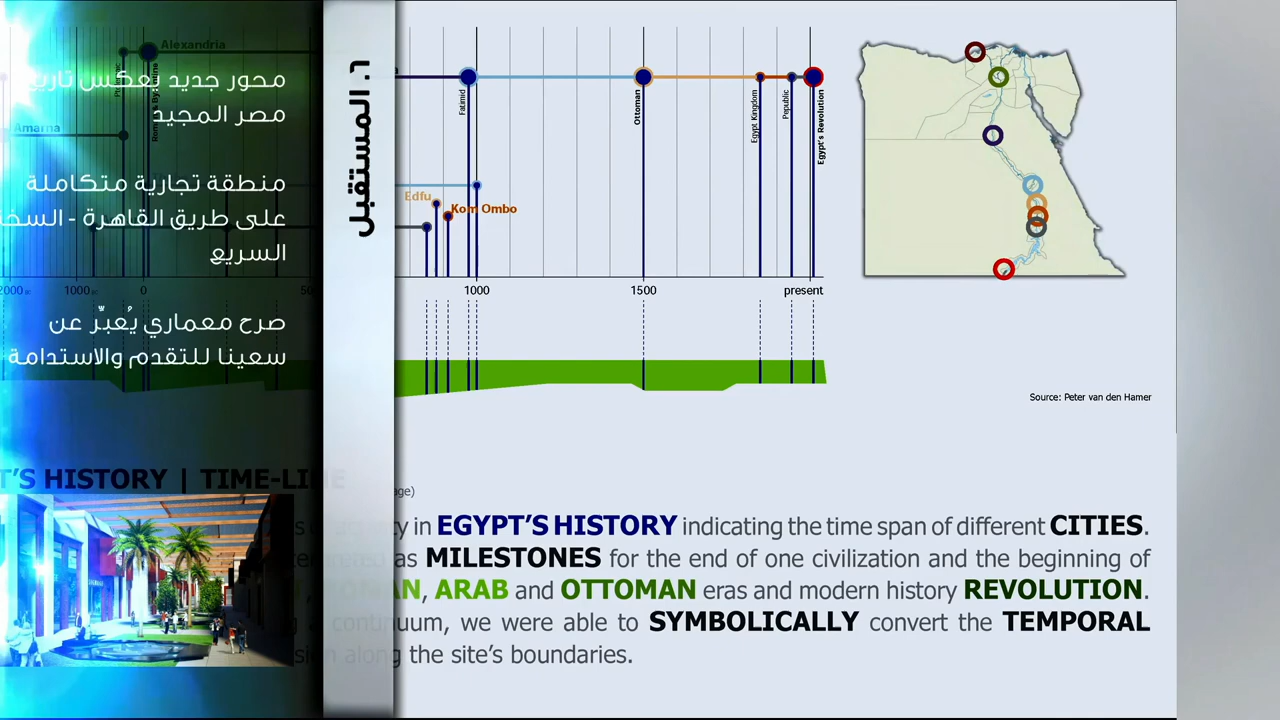 محور جديد يعكس
مصر المجيد
منطقة تجارية متكاملة
على طريق القاهرة -
السريع
صرح معماري يُعبّر عن
سعينا للتقدم والاستدامة
٦. المستقبل
Alexandria
Amarna
Fatimid
Ottoman
Egypt Kingdom
Republic
Egypt's Revolution
Edfu
Kom Ombo
2000 BC
1000 BC
0
1000
1500
present
Source: Peter van den Hamer
T'S HISTORY | TIME-LINE
in EGYPT'S HISTORY indicating the time span of different CITIES.
as MILESTONES for the end of one civilization and the beginning of
ARAB and OTTOMAN eras and modern history REVOLUTION.
continuum, we were able to SYMBOLICALLY convert the TEMPORAL
along the site's boundaries.